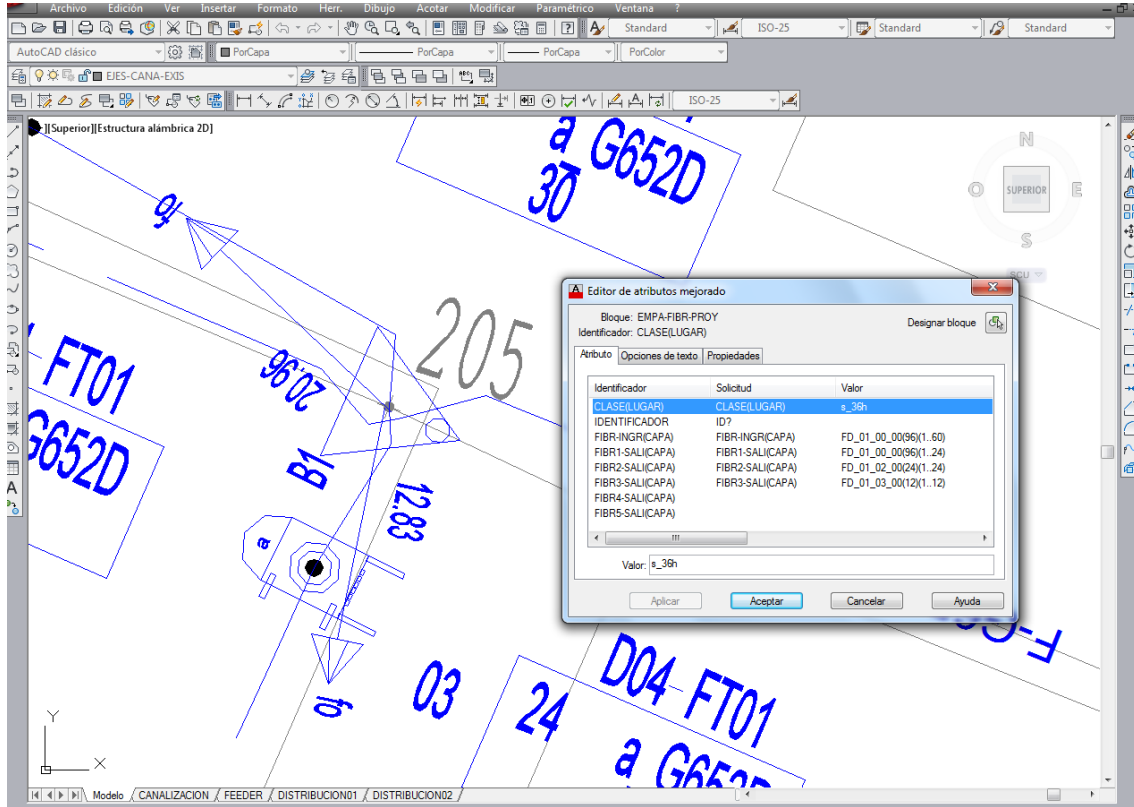 Archivo Edición Ver Insertar Formato Herr. Dibujo Acotar Modificar Paramétrico Ventana ?
Standard ISO-25 Standard Standard
AutoCAD clásico PorCapa PorCapa PorCapa PorColor
EJES-CANA-EXIS
ISO-25
][Superior][Estructura alámbrica 2D]
a G652D
30
fo
N
O SUPERIOR E
S
SCU
205
FT01
G652D
20,96
B1
12.83
a
fo
03
24
D04-FT01
a G652D
Editor de atributos mejorado
Bloque: EMPA-FIBR-PROY
Identificador: CLASE(LUGAR)
Designar bloque
Atributo Opciones de texto Propiedades
Identificador Solicitud Valor
CLASE(LUGAR) CLASE(LUGAR) s_36h
IDENTIFICADOR ID?
FIBR-INGR(CAPA) FIBR-INGR(CAPA) FD_01_00_00(96)(1..60)
FIBR1-SALI(CAPA) FIBR1-SALI(CAPA) FD_01_00_00(96)(1..24)
FIBR2-SALI(CAPA) FIBR2-SALI(CAPA) FD_01_02_00(24)(1..24)
FIBR3-SALI(CAPA) FIBR3-SALI(CAPA) FD_01_03_00(12)(1..12)
FIBR4-SALI(CAPA)
FIBR5-SALI(CAPA)
Valor: s_36h
Aplicar Aceptar Cancelar Ayuda
Y
X
Modelo CANALIZACION FEEDER DISTRIBUCION01 DISTRIBUCION02